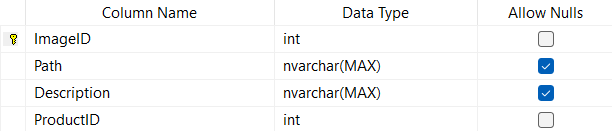 Column Name Data Type Allow Nulls
ImageID int
Path nvarchar(MAX)
Description nvarchar(MAX)
ProductID int